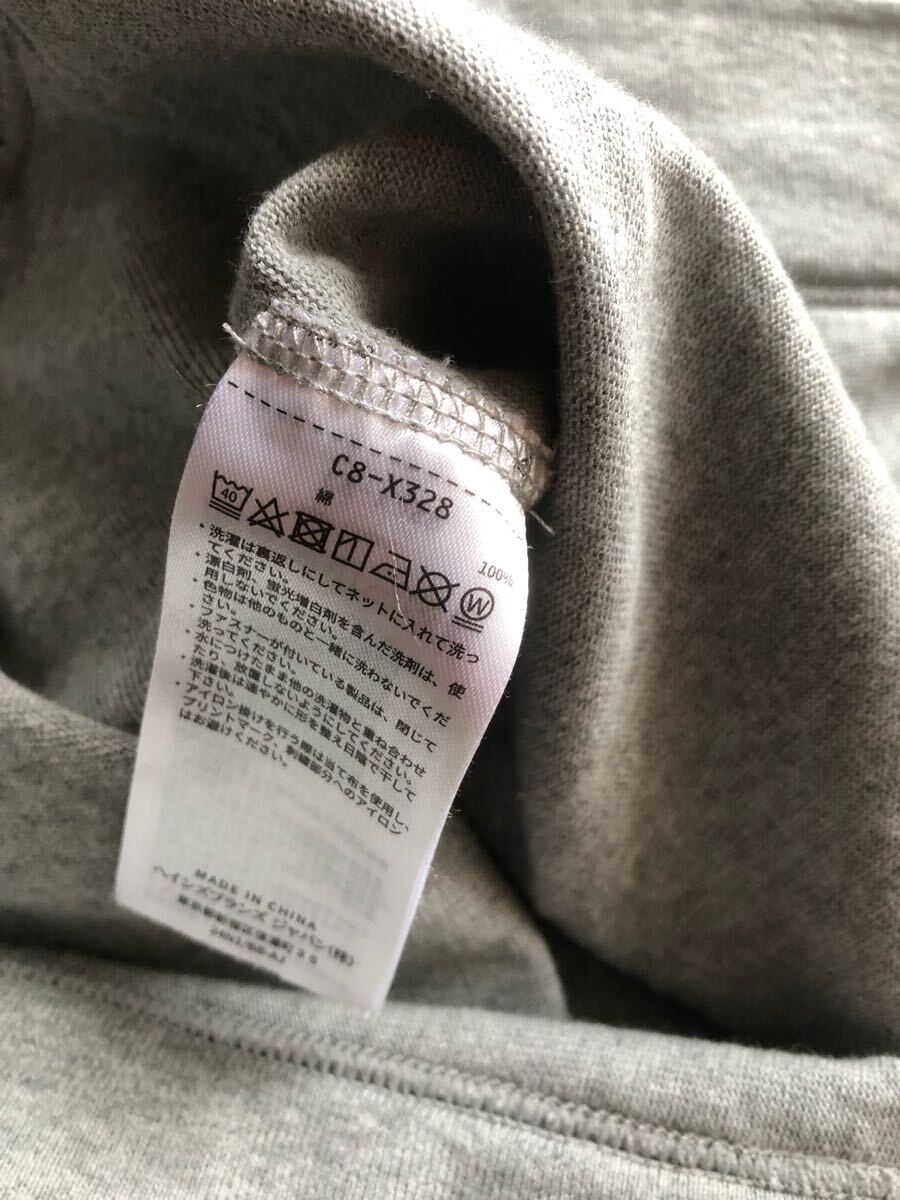 C8-X328
綿 100%
40
W
・洗濯は裏返しにしてネットに入れて洗っ
てください。
・漂白剤、蛍光増白剤を含んだ洗剤は、使
用しないでください。
・色物は他のものと一緒に洗わないでくだ
さい。
・ファスナーが付いている製品は、閉じて
洗ってください。
・水につけたまま他の洗濯物と重ね合わせ
たり、放置しないようにしてください。
・洗濯後は速やかに形を整え日陰で干して
下さい。
・アイロン掛けを行う際は当て布を使用し、
プリントマーク、刺繍部分へのアイロン
はお避けください。
MADE IN CHINA
ヘインズブランズ ジャパン(株)